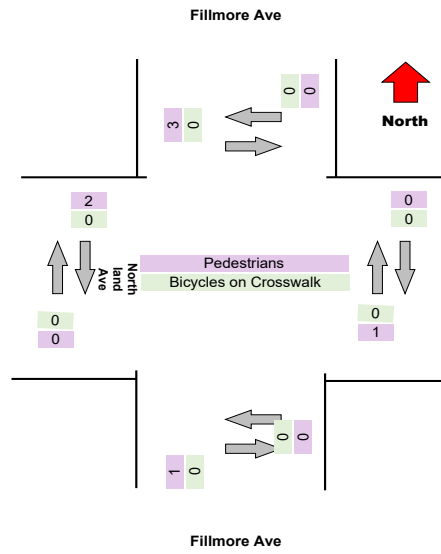 Fillmore Ave
0 0
3 0
North
2
0
0
0
North
land
Ave
Pedestrians
Bicycles on Crosswalk
0
0
0
1
0 0
1 0
Fillmore Ave